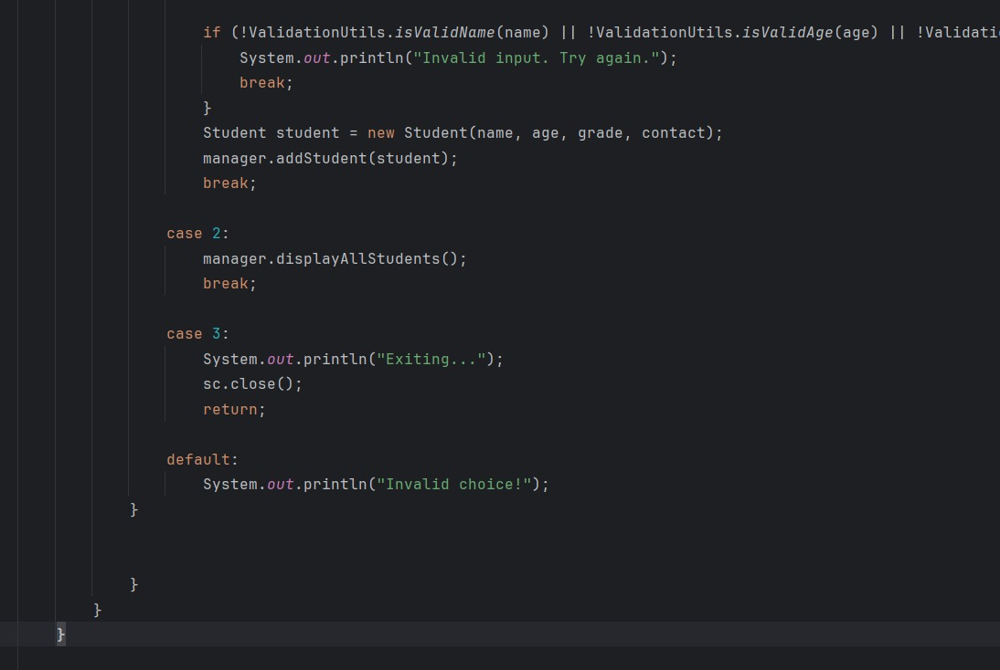 if (!ValidationUtils.isValidName(name) || !ValidationUtils.isValidAge(age) || !Validati
System.out.println("Invalid input. Try again.");
break;
}
Student student = new Student(name, age, grade, contact);
manager.addStudent(student);
break;
case 2:
manager.displayAllStudents();
break;
case 3:
System.out.println("Exiting...");
sc.close();
return;
default:
System.out.println("Invalid choice!");
}
}
}
}